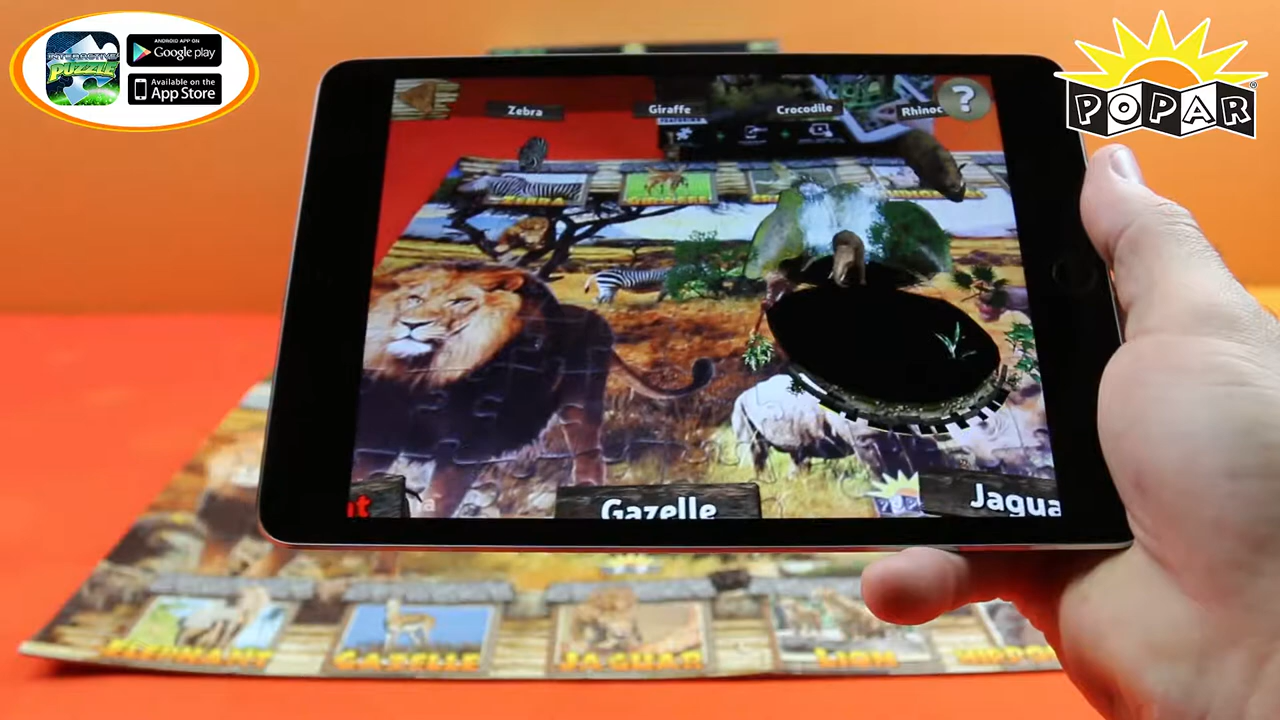 INTERACTIVE
PUZZLE
ANDROID APP ON
Google play
Available on the
App Store
POPAR®
?
Zebra
Giraffe
Crocodile
Rhinoc
FEATURING
ZEBRA
GIRAFFE
Gazelle
Jagua
ELEPHANT
GAZELLE
JAGUAR
LION
HIPPO